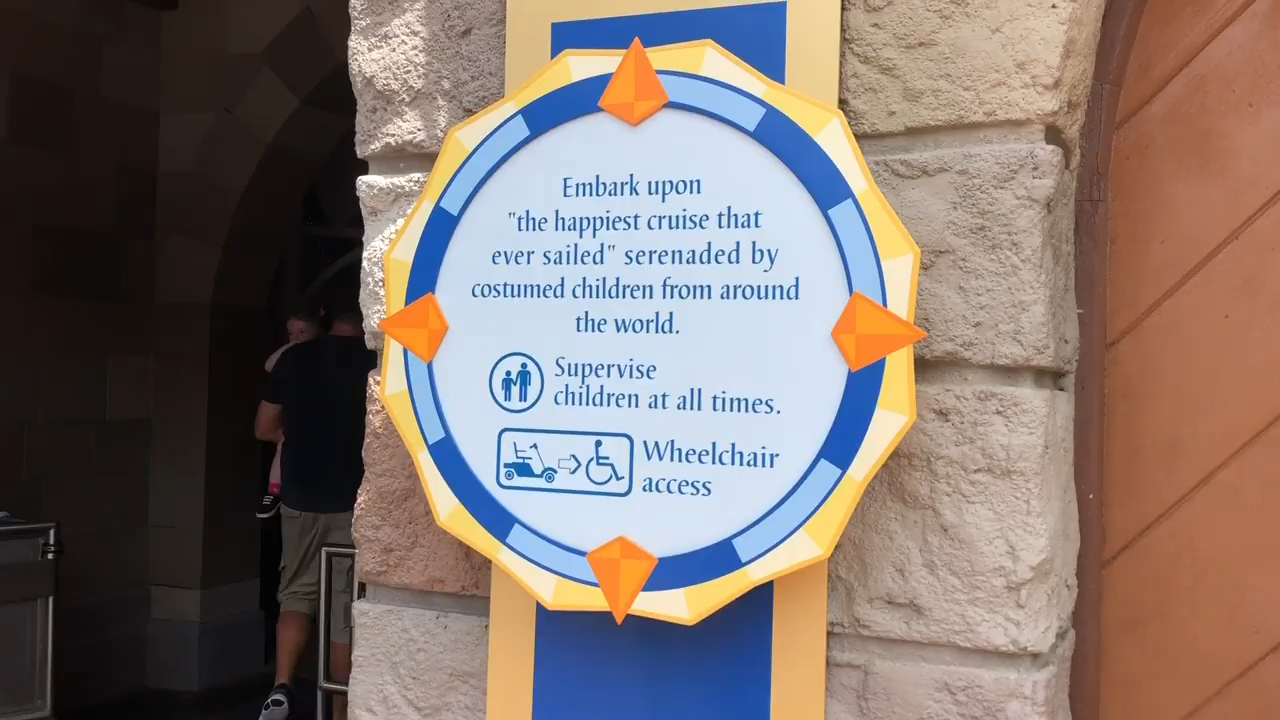 Embark upon
"the happiest cruise that
ever sailed" serenaded by
costumed children from around
the world.
Supervise
children at all times.
Wheelchair
access